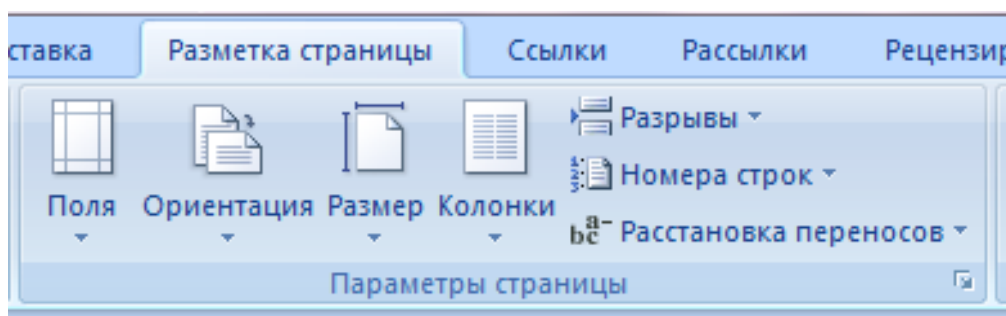 ставка Разметка страницы Ссылки Рассылки Рецензир
Поля Ориентация Размер Колонки
Разрывы
Номера строк
Расстановка переносов
Параметры страницы